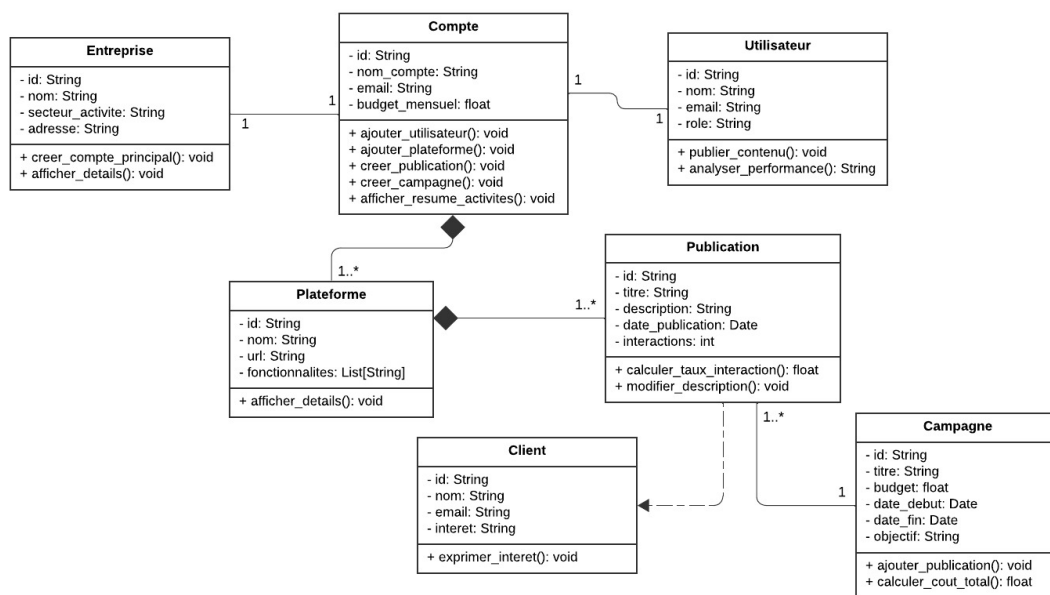 Entreprise
- id: String
- nom: String
- secteur_activite: String
- adresse: String
+ creer_compte_principal(): void
+ afficher_details(): void
1
1
Compte
- id: String
- nom_compte: String
- email: String
- budget_mensuel: float
+ ajouter_utilisateur(): void
+ ajouter_plateforme(): void
+ creer_publication(): void
+ creer_campagne(): void
+ afficher_resume_activites(): void
1
1
Utilisateur
- id: String
- nom: String
- email: String
- role: String
+ publier_contenu(): void
+ analyser_performance(): String
1..*
Plateforme
- id: String
- nom: String
- url: String
- fonctionnalites: List[String]
+ afficher_details(): void
1..*
Publication
- id: String
- titre: String
- description: String
- date_publication: Date
- interactions: int
+ calculer_taux_interaction(): float
+ modifier_description(): void
1..*
1
Client
- id: String
- nom: String
- email: String
- interet: String
+ exprimer_interet(): void
Campagne
- id: String
- titre: String
- budget: float
- date_debut: Date
- date_fin: Date
- objectif: String
+ ajouter_publication(): void
+ calculer_cout_total(): float